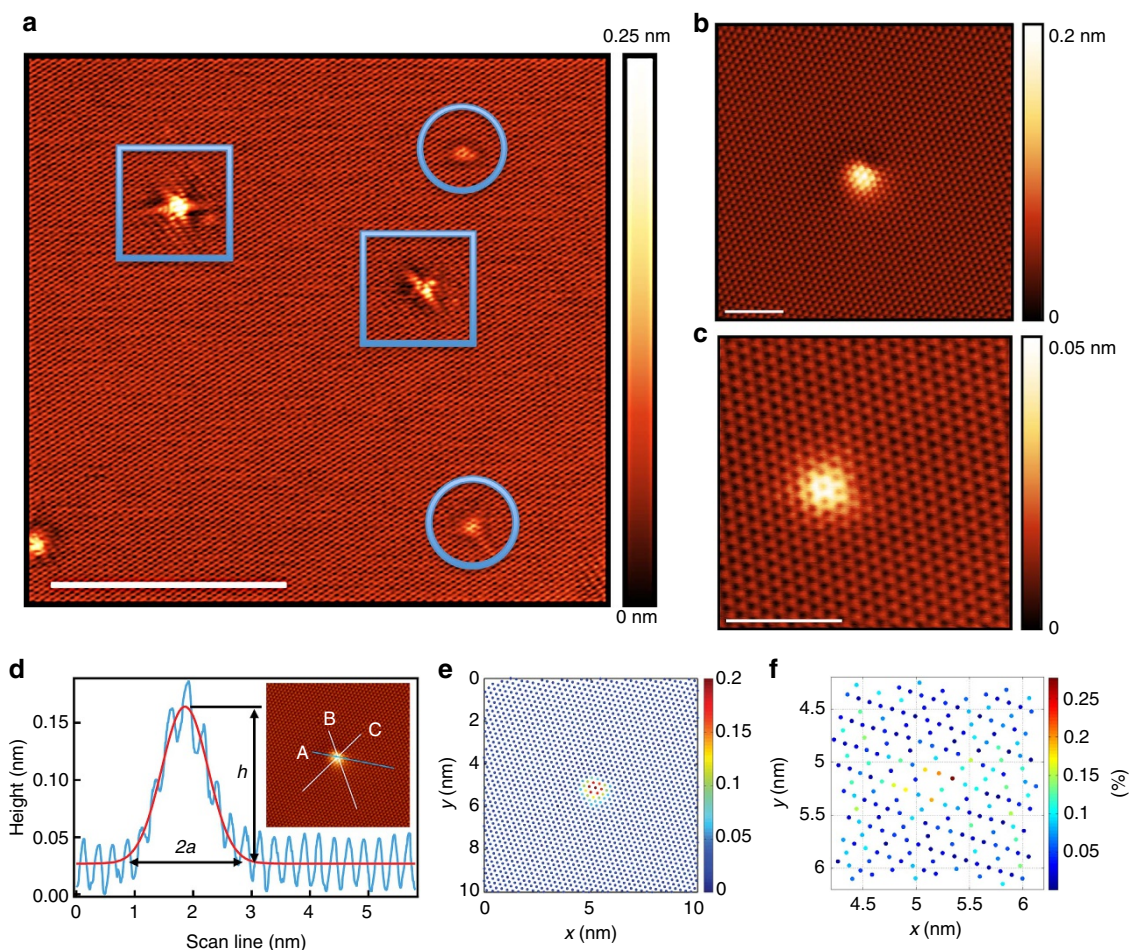 a
0.25 nm
0 nm
b
0.2 nm
0
c
0.05 nm
0
d
Height (nm)
0.15
0.10
0.05
0.00
h
2a
A
B
C
0 1 2 3 4 5
Scan line (nm)
e
y (nm)
0
2
4
6
8
10
0 5 10
x (nm)
0.2
0.15
0.1
0.05
0
f
y (nm)
4.5
5
5.5
6
4.5 5 5.5 6
x (nm)
0.25
0.20
0.15
0.10
0.05
(%)